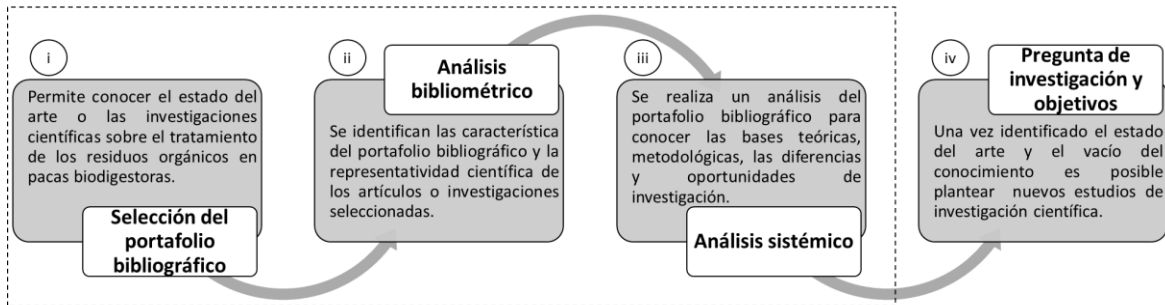 i
Permite conocer el estado del
arte o las investigaciones
científicas sobre el tratamiento
de los residuos orgánicos en
pacas biodigestoras.
Selección del
portafolio
bibliográfico
ii
Análisis
bibliométrico
Se identifican las característica
del portafolio bibliográfico y la
representatividad científica de
los artículos o investigaciones
seleccionadas.
iii
Se realiza un análisis del
portafolio bibliográfico para
conocer las bases teóricas,
metodológicas, las diferencias
y oportunidades de
investigación.
Análisis sistémico
iv
Pregunta de
investigación y
objetivos
Una vez identificado el estado
del arte y el vacío del
conocimiento es posible
plantear nuevos estudios de
investigación científica.